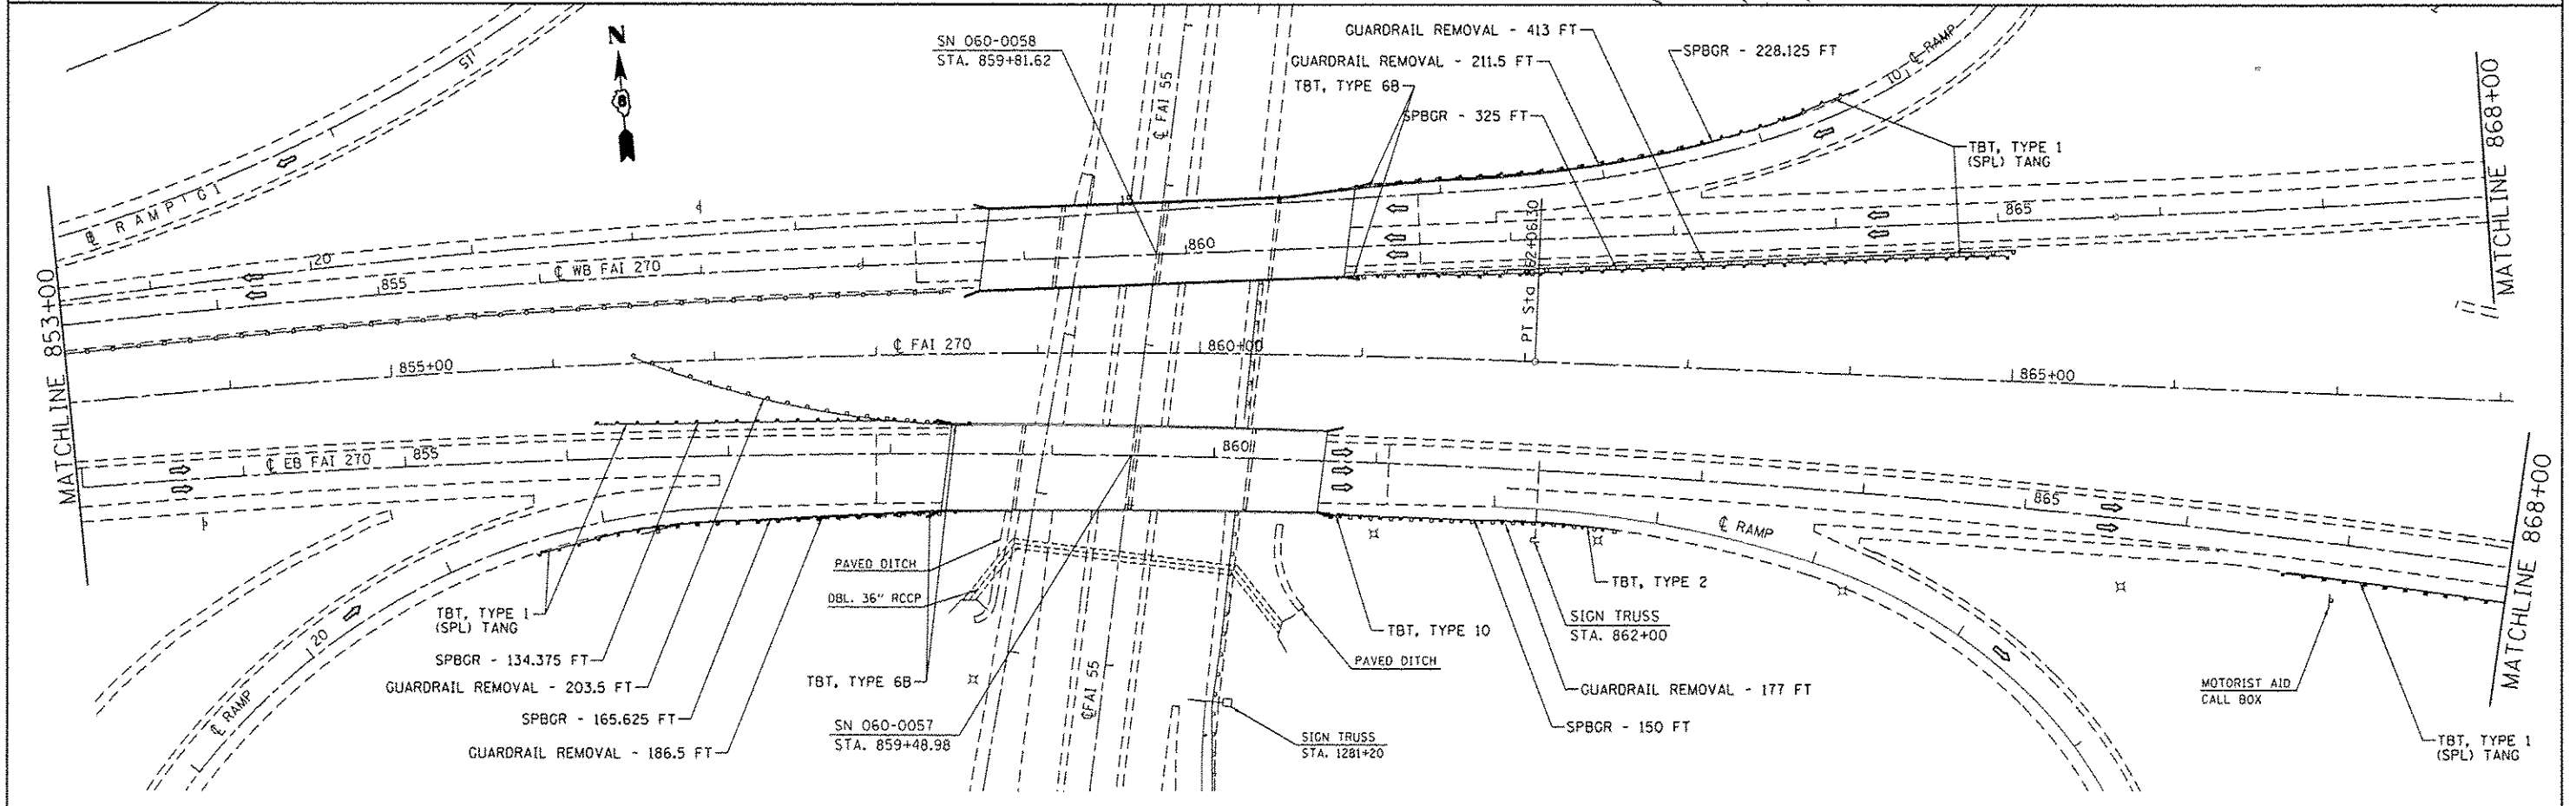 N
8
SN 060-0058
STA. 859+81.62
GUARDRAIL REMOVAL - 413 FT
GUARDRAIL REMOVAL - 211.5 FT
TBT, TYPE 6B
SPBGR - 325 FT
SPBGR - 228.125 FT
10
℄ RAMP
TBT, TYPE 1
(SPL) TANG
MATCHLINE 868+00
15
℄ RAMP G1
℄ FAI 55
15
20
855
℄ WB FAI 270
860
865
PT Sta 862+06.30
MATCHLINE 853+00
855+00
℄ FAI 270
860+00
865+00
℄ EB FAI 270
855
860
865
℄ RAMP
MATCHLINE 868+00
PAVED DITCH
DBL. 36" RCCP
TBT, TYPE 1
(SPL) TANG
20
℄ RAMP
SPBGR - 134.375 FT
GUARDRAIL REMOVAL - 203.5 FT
SPBGR - 165.625 FT
GUARDRAIL REMOVAL - 186.5 FT
TBT, TYPE 6B
SN 060-0057
STA. 859+48.98
℄ FAI 55
SIGN TRUSS
STA. 1281+20
PAVED DITCH
TBT, TYPE 10
TBT, TYPE 2
SIGN TRUSS
STA. 862+00
GUARDRAIL REMOVAL - 177 FT
SPBGR - 150 FT
MOTORIST AID
CALL BOX
TBT, TYPE 1
(SPL) TANG